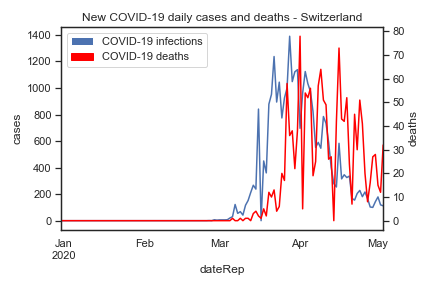 New COVID-19 daily cases and deaths - Switzerland
COVID-19 infections
COVID-19 deaths
cases
1400
1200
1000
800
600
400
200
0
deaths
80
70
60
50
40
30
20
10
0
Jan Feb Mar Apr May
2020
dateRep